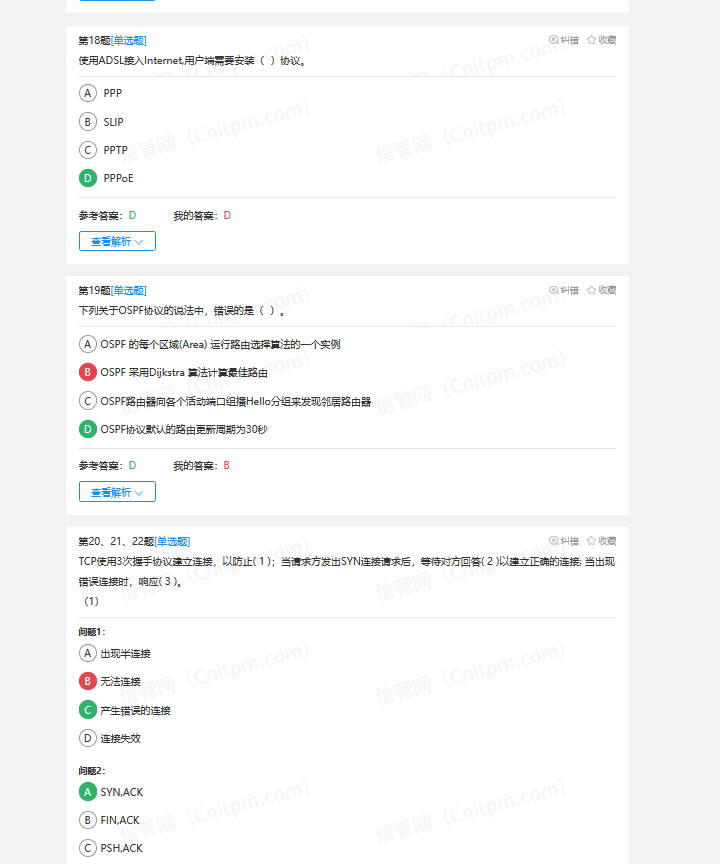 第18题[单选题] 纠错 收藏
使用ADSL接入Internet,用户端需要安装（ ）协议。
A PPP
B SLIP
C PPTP
D PPPoE
参考答案：D 我的答案：D
查看解析
第19题[单选题] 纠错 收藏
下列关于OSPF协议的说法中，错误的是（ ）。
A OSPF 的每个区域(Area) 运行路由选择算法的一个实例
B OSPF 采用Dijkstra 算法计算最佳路由
C OSPF路由器向各个活动端口组播Hello分组来发现邻居路由器
D OSPF协议默认的路由更新周期为30秒
参考答案：D 我的答案：B
查看解析
第20、21、22题[单选题] 纠错 收藏
TCP使用3次握手协议建立连接，以防止( 1 )；当请求方发出SYN连接请求后，等待对方回答( 2 )以建立正确的连接; 当出现
错误连接时，响应( 3 )。
（1）
问题1：
A 出现半连接
B 无法连接
C 产生错误的连接
D 连接失效
问题2：
A SYN,ACK
B FIN,ACK
C PSH,ACK
信管网（Cnitpm.com）